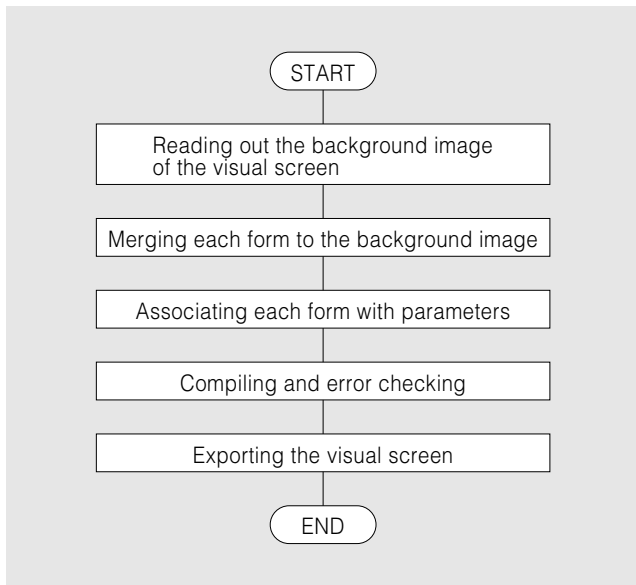 START
Reading out the background image
of the visual screen
Merging each form to the background image
Associating each form with parameters
Compiling and error checking
Exporting the visual screen
END